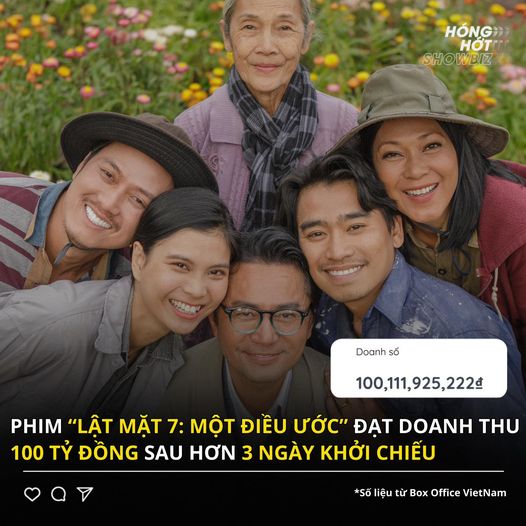 HÓNG
HỚT
SHOWBIZ
Doanh số
100,111,925,222₫
PHIM “LẬT MẶT 7: MỘT ĐIỀU ƯỚC” ĐẠT DOANH THU
100 TỶ ĐỒNG SAU HƠN 3 NGÀY KHỞI CHIẾU
*Số liệu từ Box Office VietNam